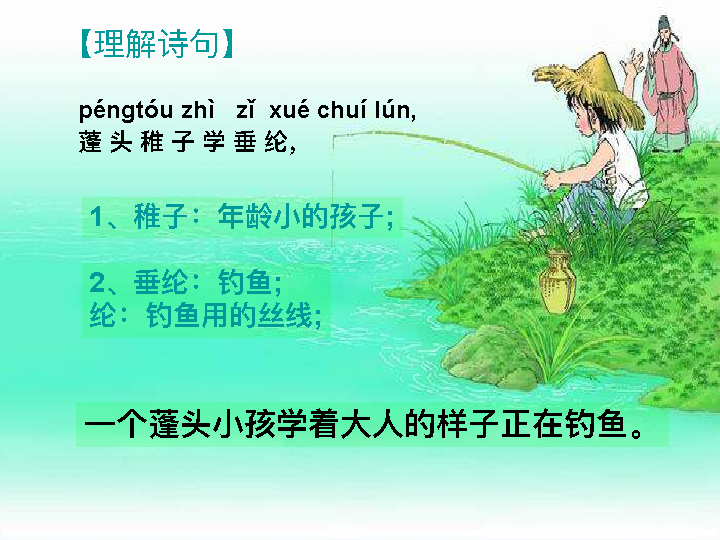 【理解诗句】
péngtóu zhì zǐ xué chuí lún,
蓬 头 稚 子 学 垂 纶，
1、稚子：年龄小的孩子;
2、垂纶：钓鱼;
纶：钓鱼用的丝线;
一个蓬头小孩学着大人的样子正在钓鱼。